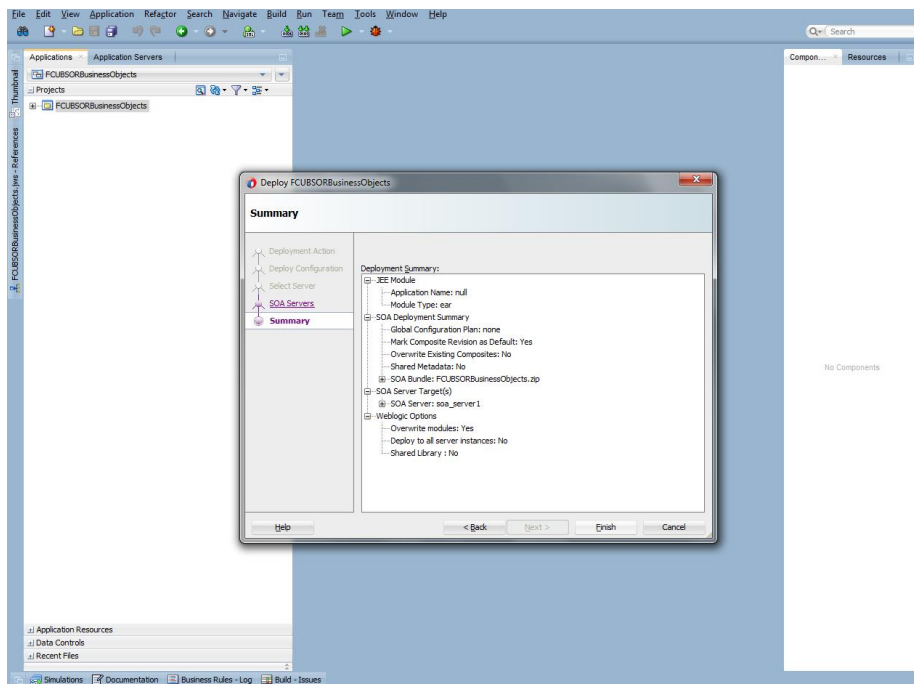 File Edit View Application Refactor Search Navigate Build Run Team Tools Window Help
Search
Applications Application Servers
Compon... Resources
FCUBSORBusinessObjects
Projects
FCUBSORBusinessObjects
Thumbnail
FCUBSORBusinessObjects.jws - References
Deploy FCUBSORBusinessObjects
Summary
Deployment Action
Deploy Configuration
Select Server
SOA Servers
Summary
Deployment Summary:
JEE Module
Application Name: null
Module Type: ear
SOA Deployment Summary
Global Configuration Plan: none
Mark Composite Revision as Default: Yes
Overwrite Existing Composites: No
Shared Metadata: No
SOA Bundle: FCUBSORBusinessObjects.zip
SOA Server Target(s)
SOA Server: soa_server1
Weblogic Options
Overwrite modules: Yes
Deploy to all server instances: No
Shared Library : No
Help < Back Next > Finish Cancel
No Components
Application Resources
Data Controls
Recent Files
Simulations Documentation Business Rules - Log Build - Issues